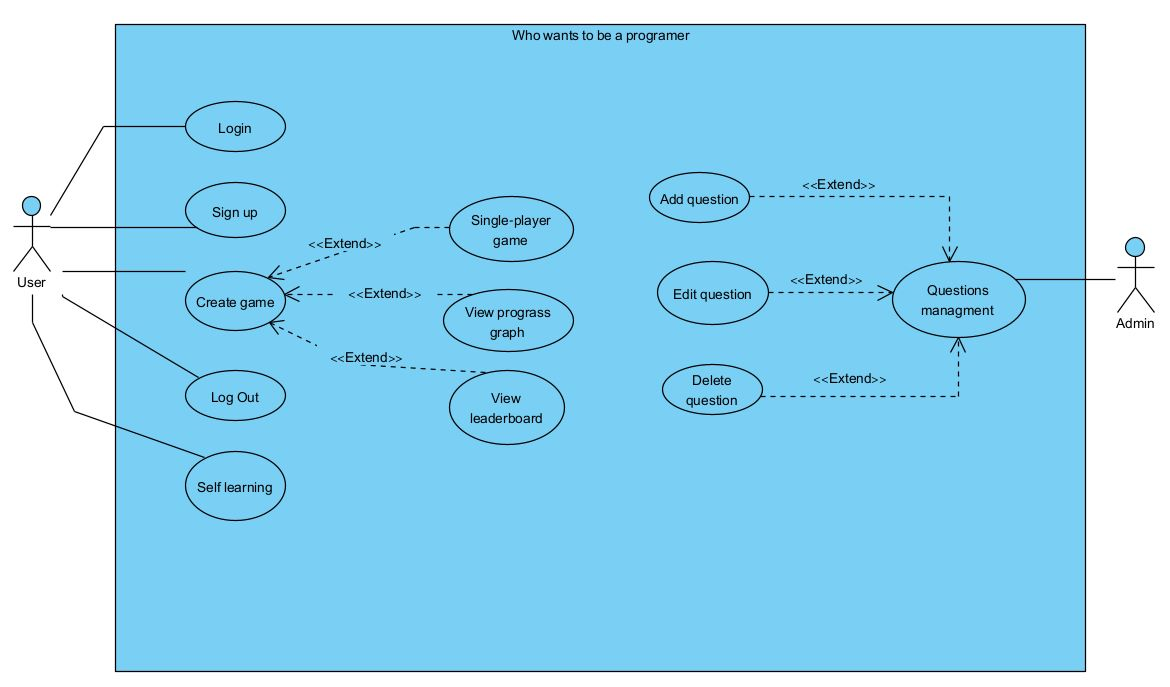 Who wants to be a programer
Login
Sign up
Create game
Log Out
Self learning
User
<<Extend>>
<<Extend>>
<<Extend>>
Single-player
game
View prograss
graph
View
leaderboard
Add question
Edit question
Delete
question
<<Extend>>
<<Extend>>
<<Extend>>
Questions
managment
Admin